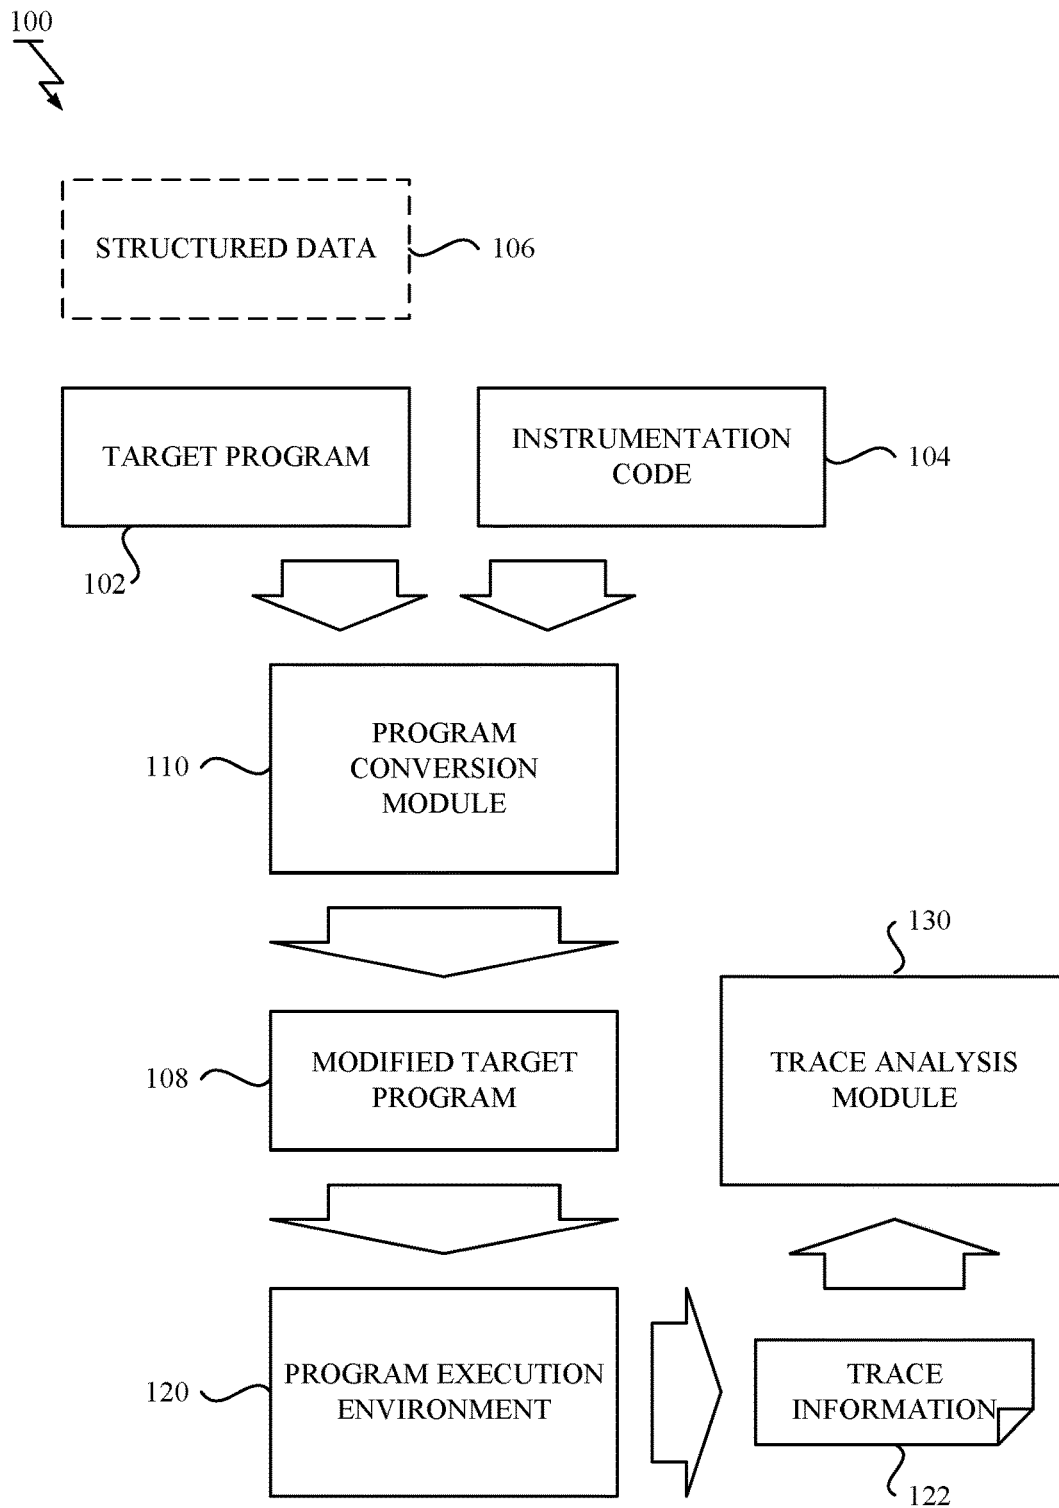 100
STRUCTURED DATA
106
TARGET PROGRAM
INSTRUMENTATION
CODE
104
102
PROGRAM
CONVERSION
MODULE
110
130
MODIFIED TARGET
PROGRAM
108
TRACE ANALYSIS
MODULE
PROGRAM EXECUTION
ENVIRONMENT
120
TRACE
INFORMATION
122